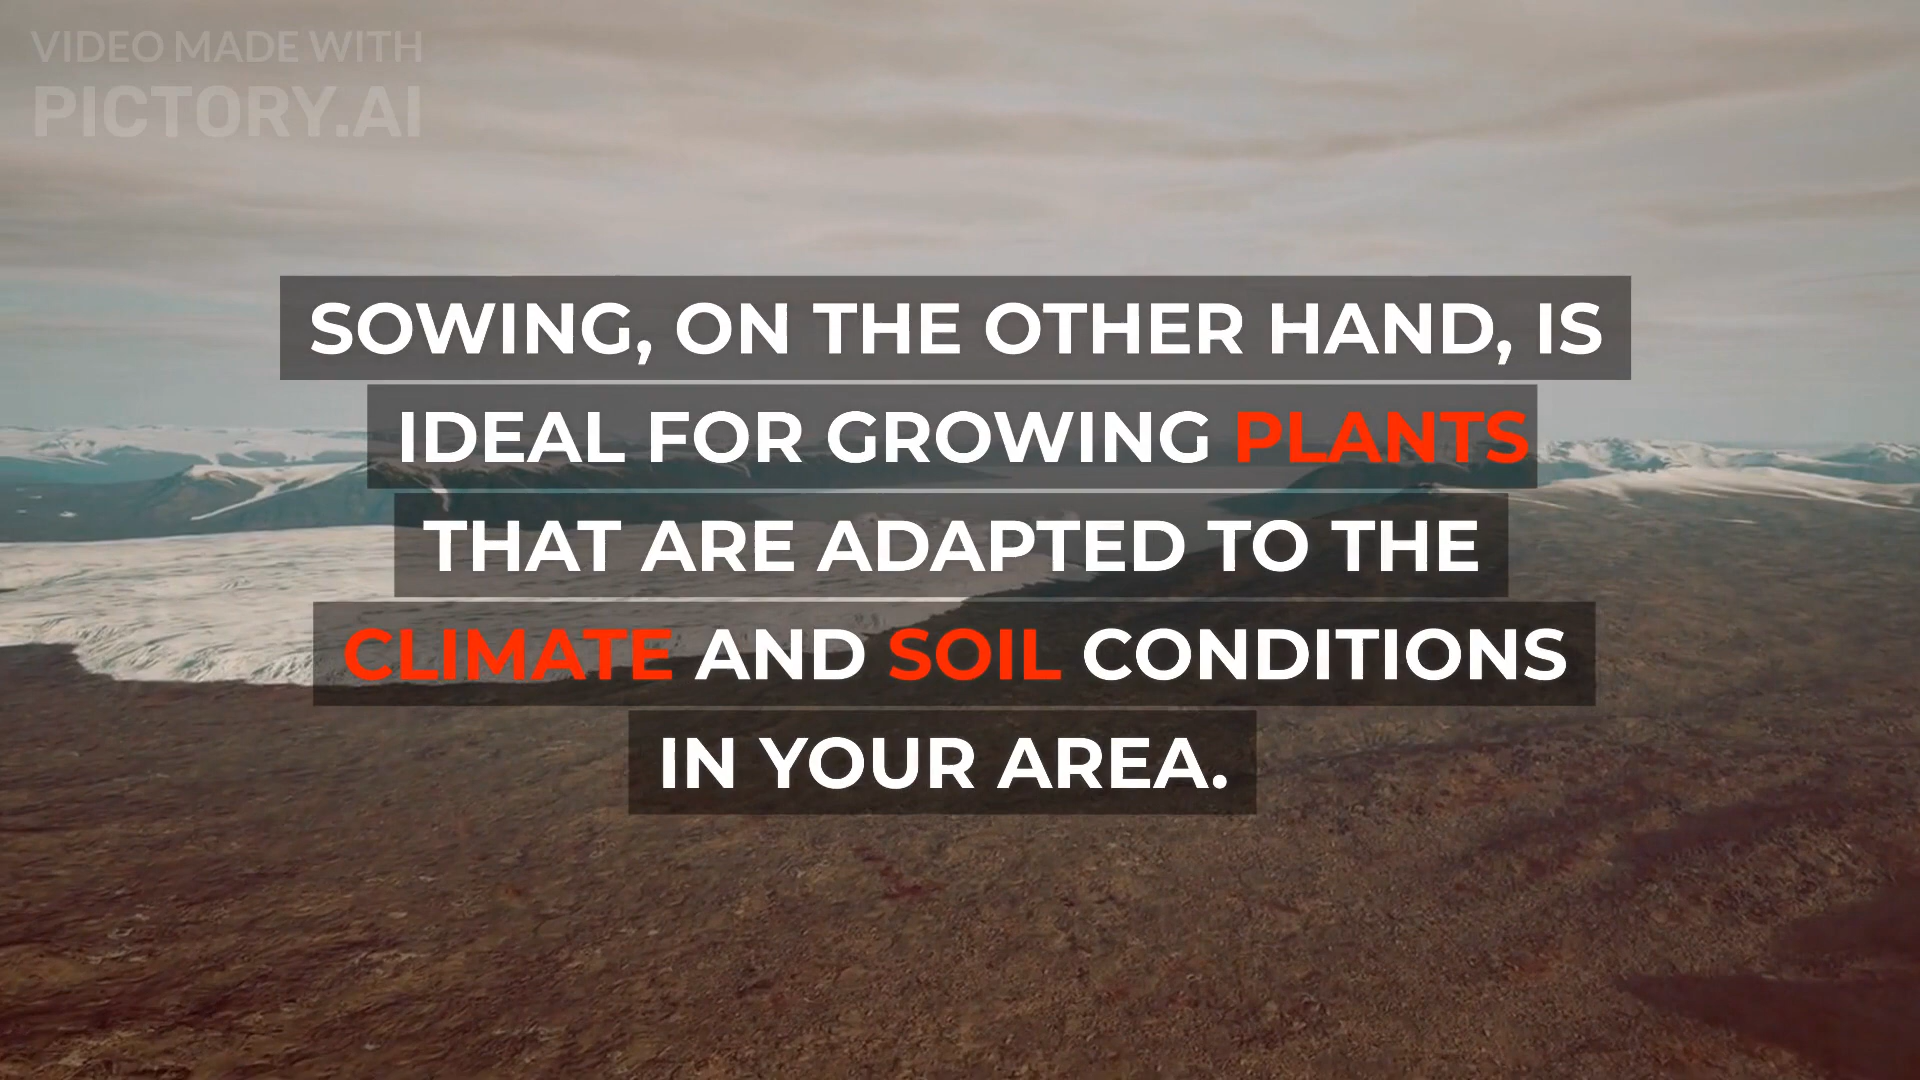 VIDEO MADE WITH
PICTORY.AI
SOWING, ON THE OTHER HAND, IS
IDEAL FOR GROWING PLANTS
THAT ARE ADAPTED TO THE
CLIMATE AND SOIL CONDITIONS
IN YOUR AREA.